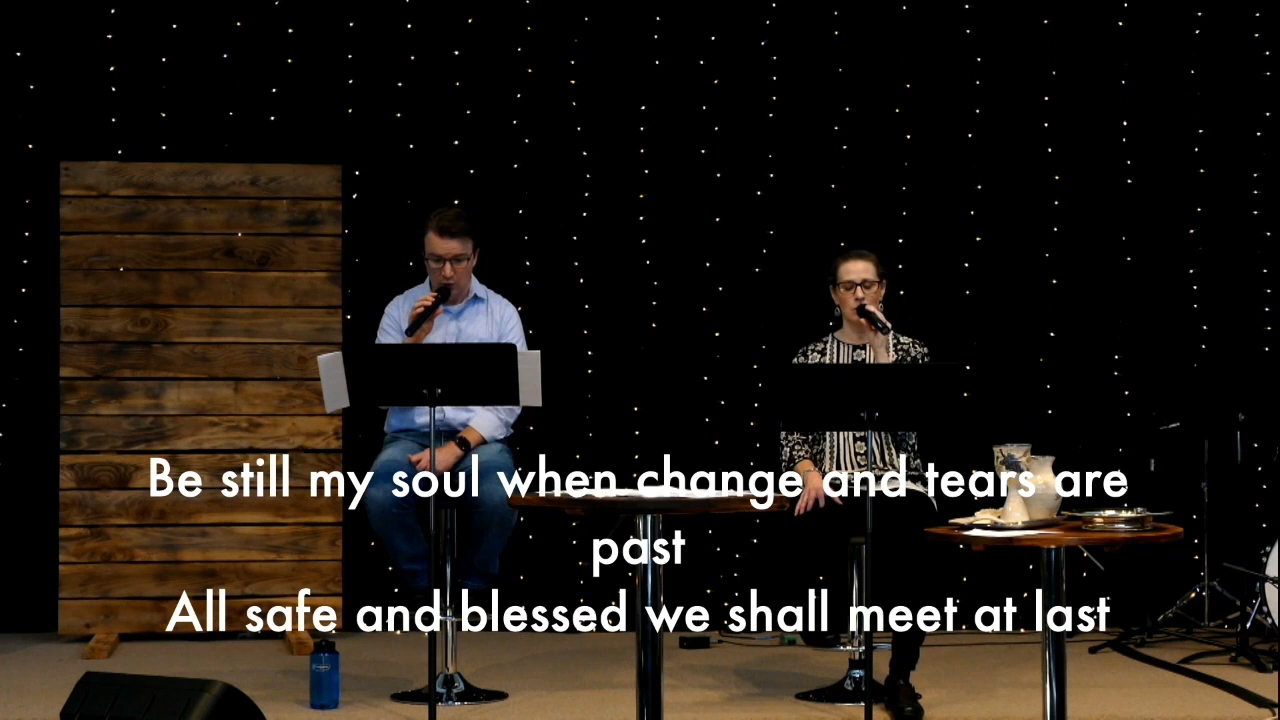 Be still my soul when change and tears are
past
All safe and blessed we shall meet at last